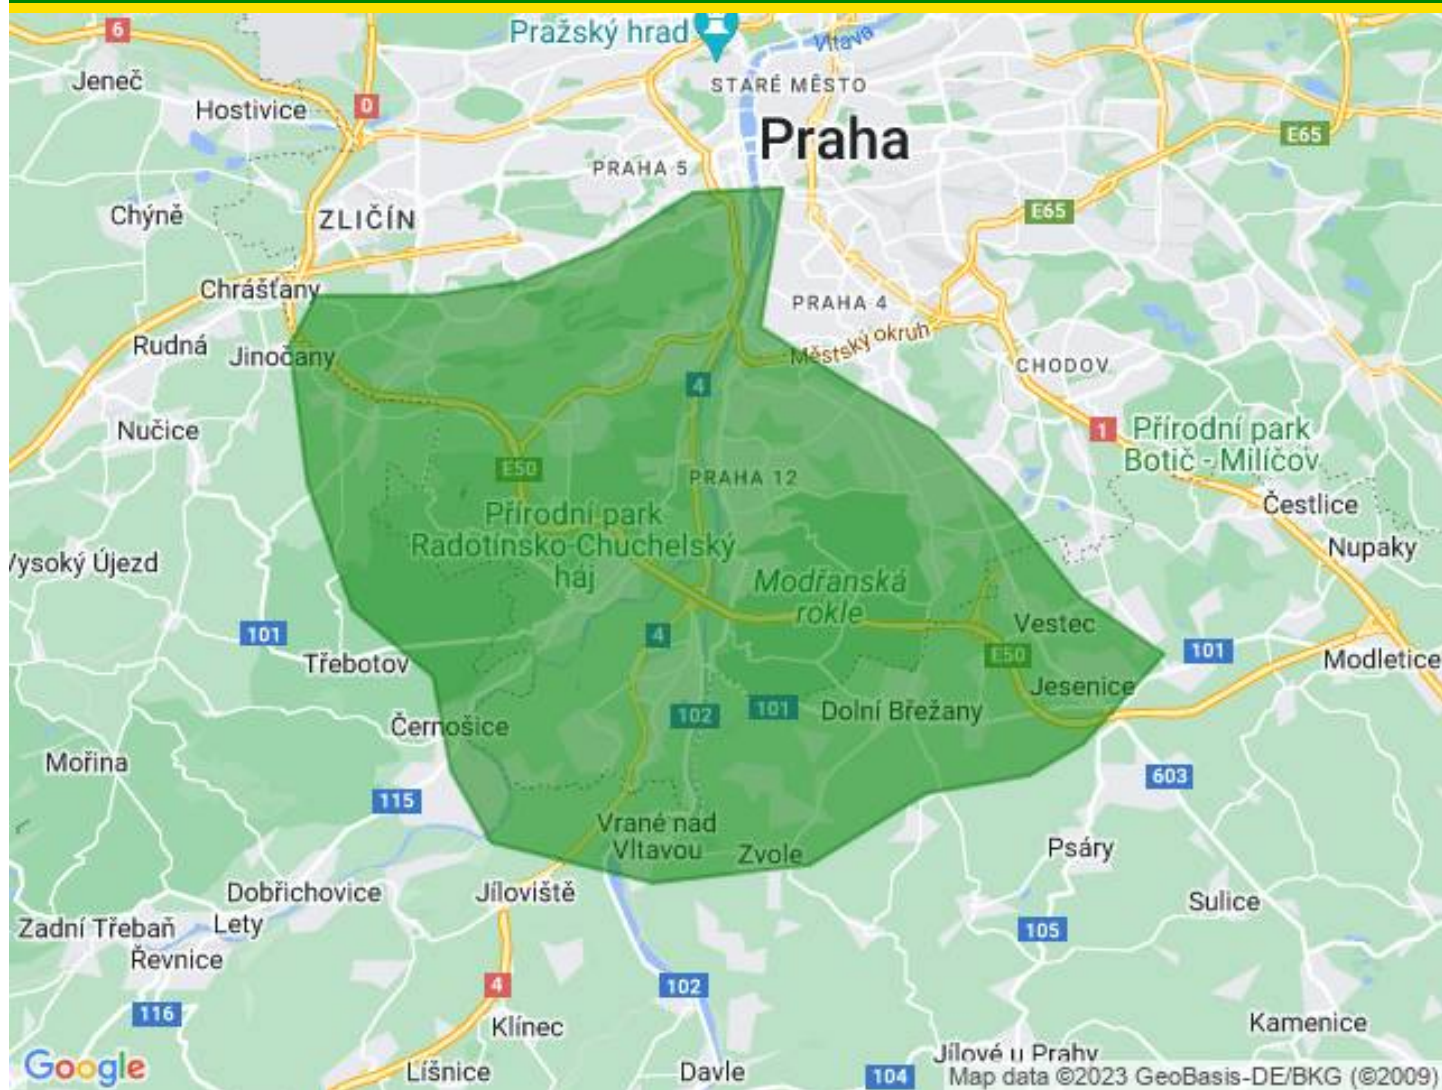 6
Pražský hrad
Vltava
Jeneč
STARÉ MĚSTO
Hostivice
0
Praha
E65
PRAHA 5
Chýně
ZLIČÍN
E65
Chrášťany
PRAHA 4
Rudná
Jinočany
Městský okruh
CHODOV
4
Nučice
1
Přírodní park
Botič - Milíčov
E50
PRAHA 12
Čestlice
Přírodní park
Radotínsko-Chuchelský
háj
Nupaky
Vysoký Újezd
Modřanská
rokle
101
4
Vestec
Třebotov
E50
101
Modletice
Jesenice
102
101
Dolní Břežany
Černošice
Mořina
603
115
Vrané nad
Vltavou
Zvole
Psáry
Dobřichovice
Jíloviště
Sulice
Zadní Třebaň
Lety
105
Řevnice
4
102
116
Klínec
Kamenice
Google
Líšnice
Davle
104
Jílové u Prahy
Map data ©2023 GeoBasis-DE/BKG (©2009)